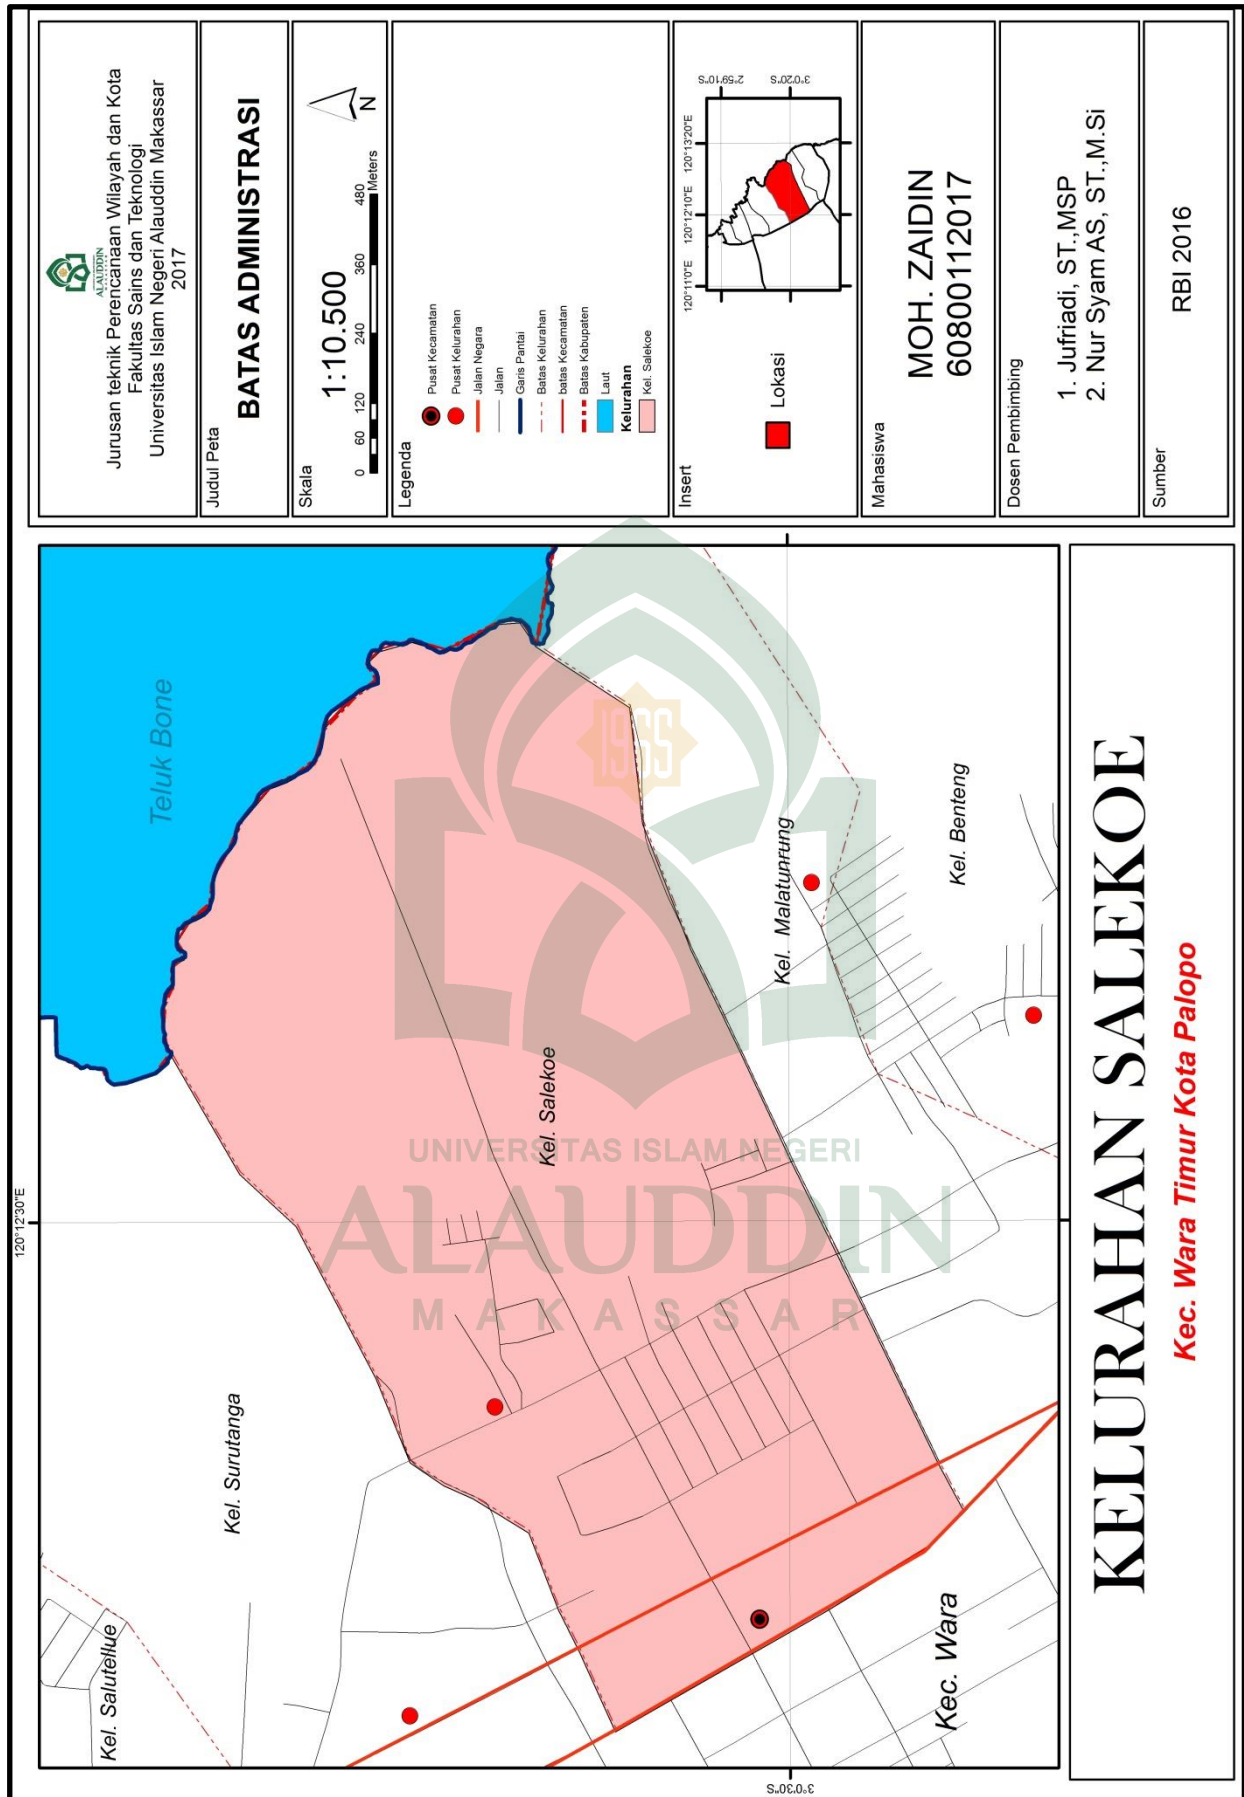 ALAUDDIN
Jurusan teknik Perencanaan Wilayah dan Kota
Fakultas Sains dan Teknologi
Universitas Islam Negeri Alauddin Makassar
2017
Judul Peta
BATAS ADMINISTRASI
Skala
1:10.500
0 60 120 240 360 480
Meters
N
Legenda
Pusat Kecamatan
Pusat Kelurahan
Jalan Negara
Jalan
Garis Pantai
Batas Kelurahan
batas Kecamatan
Batas Kabupaten
Laut
Kelurahan
Kel. Salekoe
Insert
Lokasi
120°11'0"E 120°12'10"E 120°13'20"E
2°59'10"S
3°0'20"S
Mahasiswa
MOH. ZAIDIN
60800112017
Dosen Pembimbing
1. Jufriadi, ST.,MSP
2. Nur Syam AS, ST.,M.Si
Sumber
RBI 2016
120°12'30"E
3°0'30"S
Teluk Bone
Kel. Salutellue
Kel. Surutanga
Kel. Salekoe
Kel. Malatunrung
Kel. Benteng
Kec. Wara
1965
UNIVERSITAS ISLAM NEGERI
ALAUDDIN
MAKASSAR
KELURAHAN SALEKOE
Kec. Wara Timur Kota Palopo